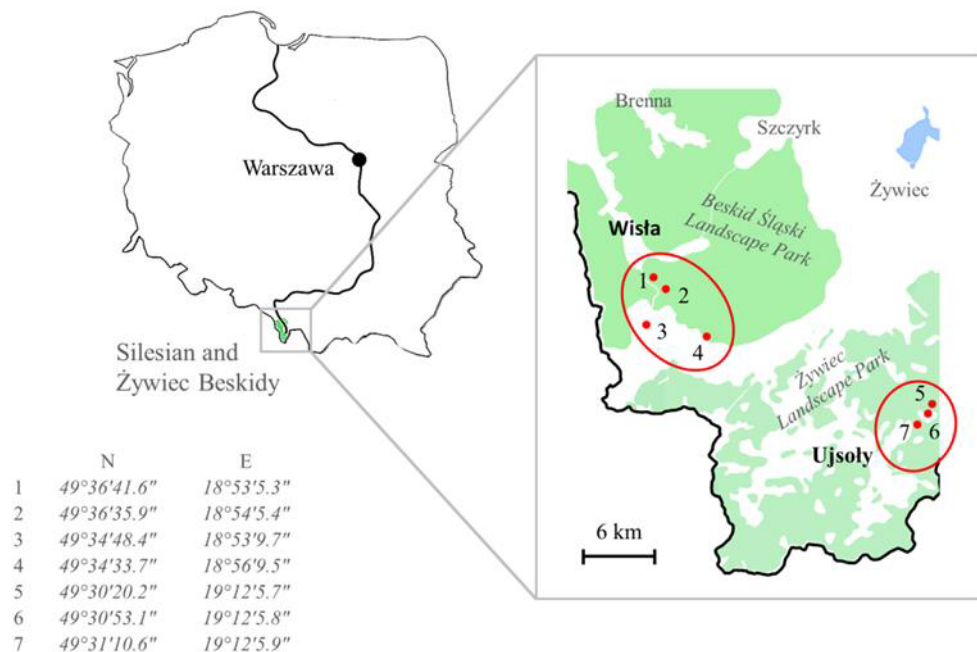 Warszawa
Silesian and
Żywiec Beskidy
N E
1 49°36'41.6" 18°53'5.3"
2 49°36'35.9" 18°54'5.4"
3 49°34'48.4" 18°53'9.7"
4 49°34'33.7" 18°56'9.5"
5 49°30'20.2" 19°12'5.7"
6 49°30'53.1" 19°12'5.8"
7 49°31'10.6" 19°12'5.9"
Brenna
Szczyrk
Żywiec
Beskid Śląski
Landscape Park
Wisła
1
2
3
4
Żywiec
Landscape Park
5
7 6
Ujsoły
6 km